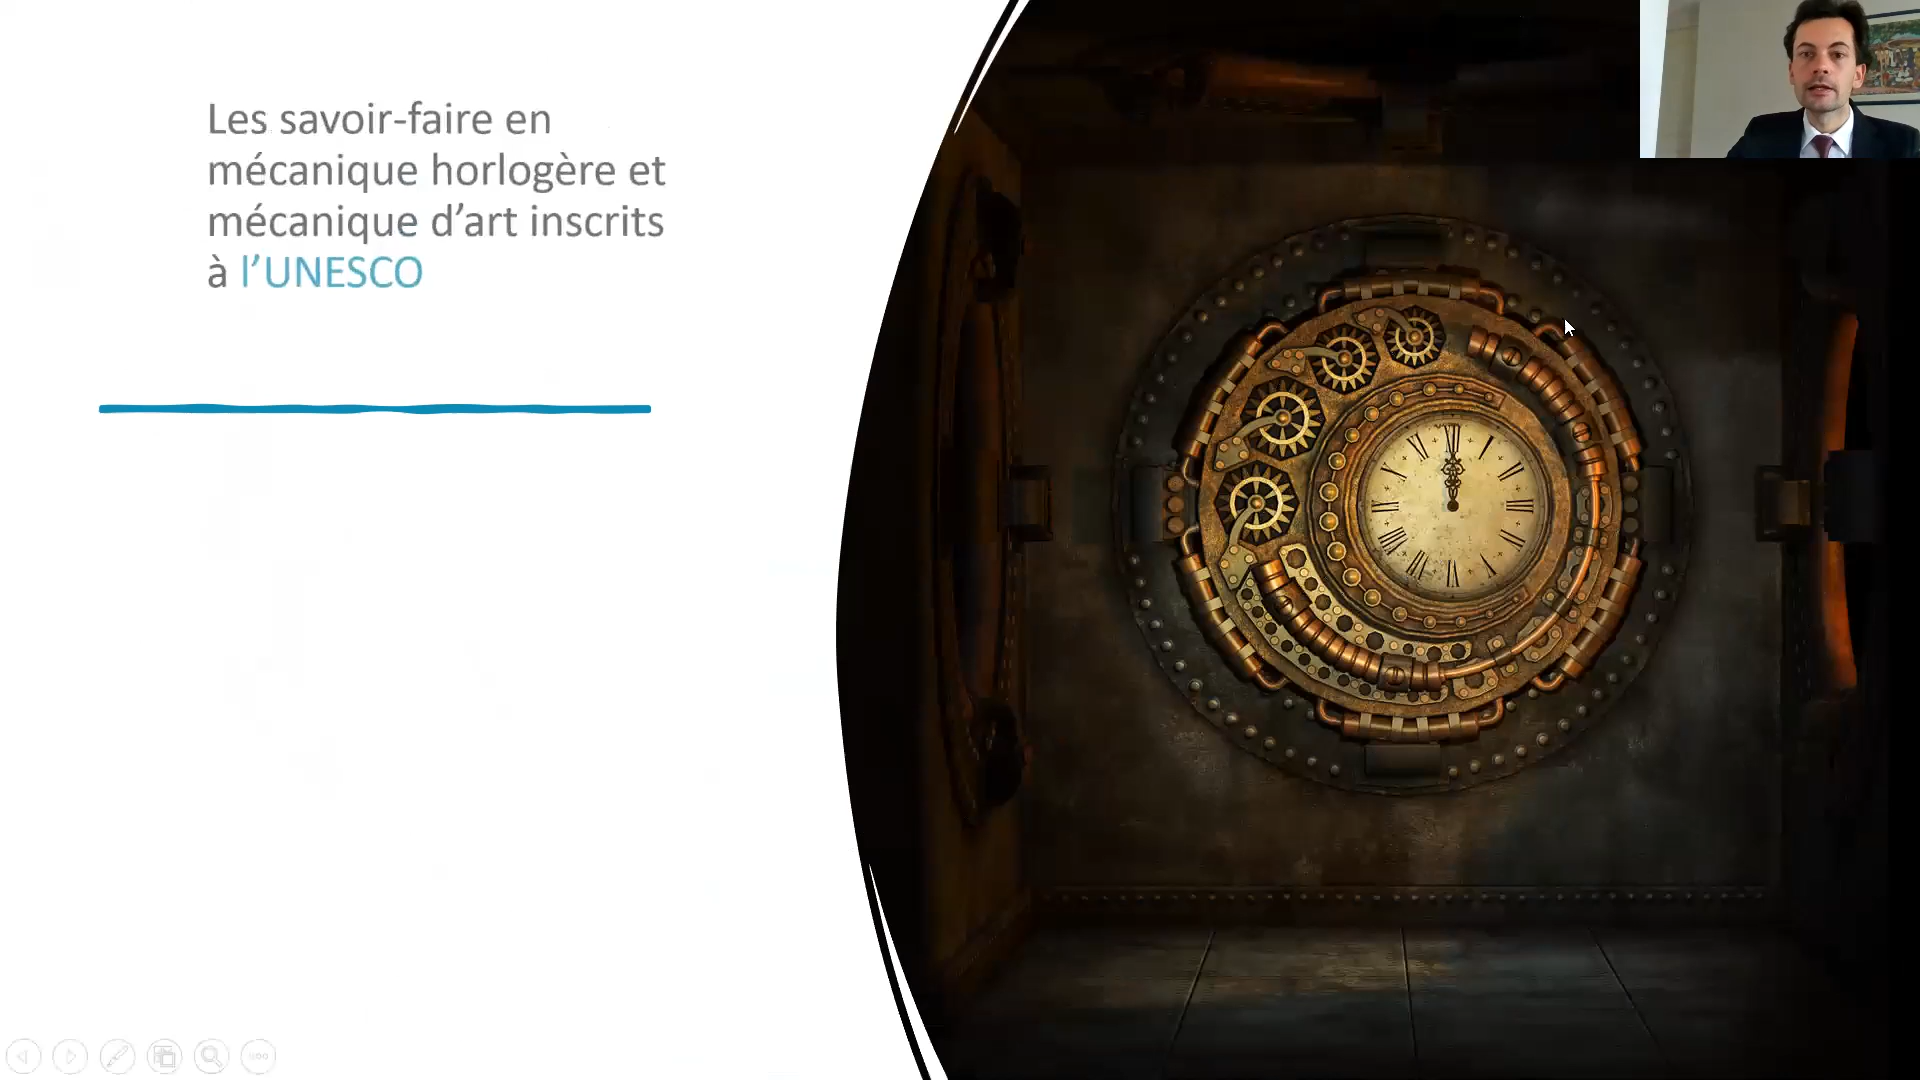 Les savoir-faire en
mécanique horlogère et
mécanique d’art inscrits
à l’UNESCO